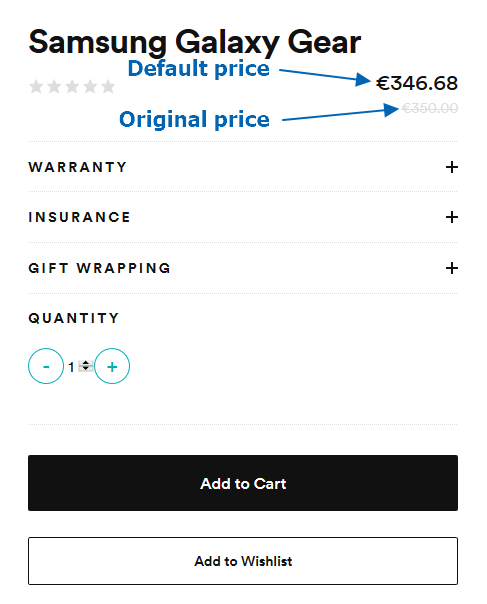 Samsung Galaxy Gear
Default price
€346.68
Original price
€350.00
WARRANTY +
INSURANCE +
GIFT WRAPPING +
QUANTITY
- 1 +
Add to Cart
Add to Wishlist